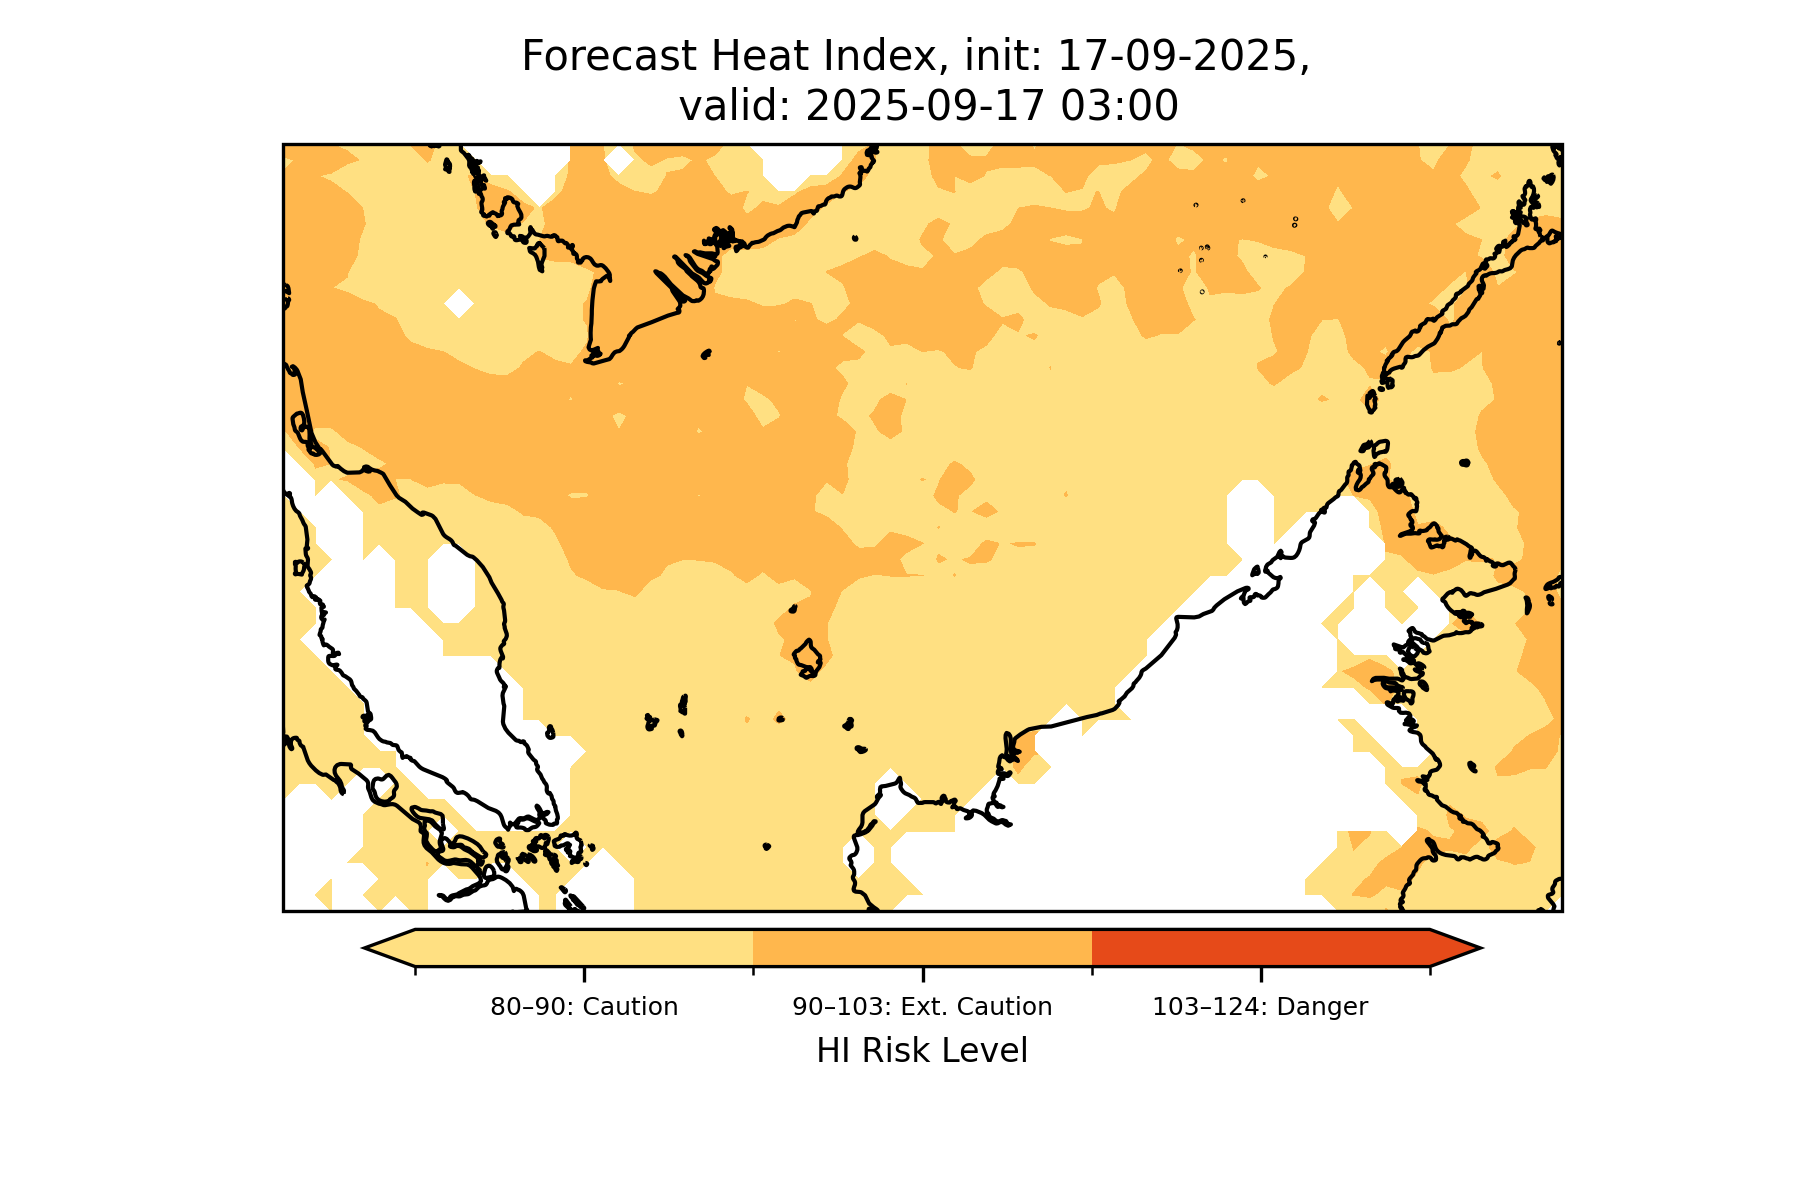 Forecast Heat Index, init: 17-09-2025,
valid: 2025-09-17 03:00
80–90: Caution
90–103: Ext. Caution
103–124: Danger
HI Risk Level